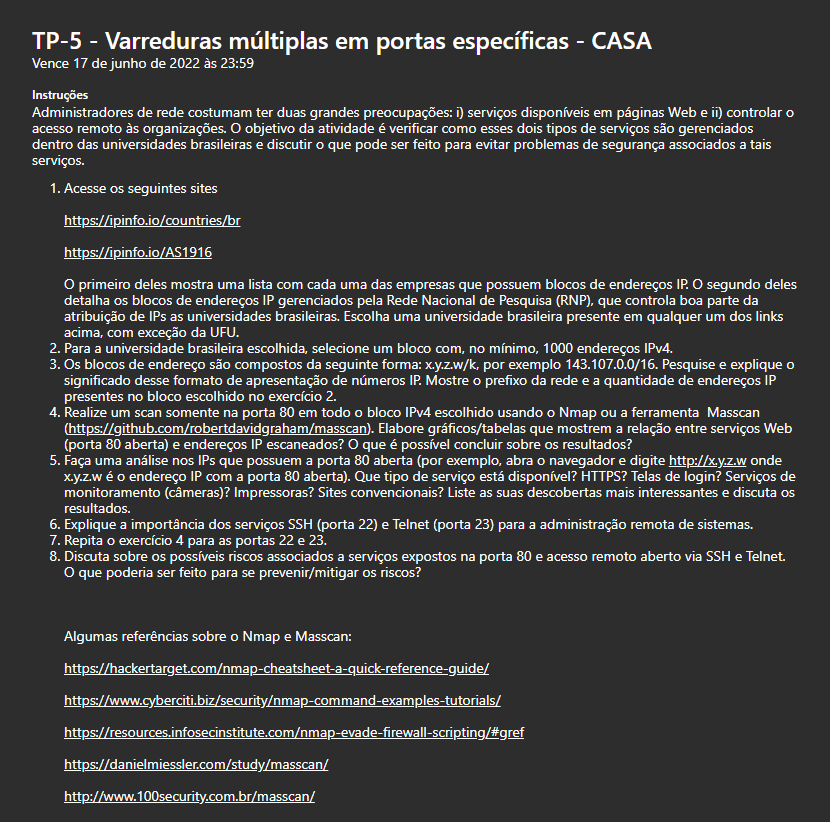 TP-5 - Varreduras múltiplas em portas específicas - CASA
Vence 17 de junho de 2022 às 23:59
Instruções
Administradores de rede costumam ter duas grandes preocupações: i) serviços disponíveis em páginas Web e ii) controlar o
acesso remoto às organizações. O objetivo da atividade é verificar como esses dois tipos de serviços são gerenciados
dentro das universidades brasileiras e discutir o que pode ser feito para evitar problemas de segurança associados a tais
serviços.
1. Acesse os seguintes sites
https://ipinfo.io/countries/br
https://ipinfo.io/AS1916
O primeiro deles mostra uma lista com cada uma das empresas que possuem blocos de endereços IP. O segundo deles
detalha os blocos de endereços IP gerenciados pela Rede Nacional de Pesquisa (RNP), que controla boa parte da
atribuição de IPs as universidades brasileiras. Escolha uma universidade brasileira presente em qualquer um dos links
acima, com exceção da UFU.
2. Para a universidade brasileira escolhida, selecione um bloco com, no mínimo, 1000 endereços IPv4.
3. Os blocos de endereço são compostos da seguinte forma: x.y.z.w/k, por exemplo 143.107.0.0/16. Pesquise e explique o
significado desse formato de apresentação de números IP. Mostre o prefixo da rede e a quantidade de endereços IP
presentes no bloco escolhido no exercício 2.
4. Realize um scan somente na porta 80 em todo o bloco IPv4 escolhido usando o Nmap ou a ferramenta Masscan
(https://github.com/robertdavidgraham/masscan). Elabore gráficos/tabelas que mostrem a relação entre serviços Web
(porta 80 aberta) e endereços IP escaneados? O que é possível concluir sobre os resultados?
5. Faça uma análise nos IPs que possuem a porta 80 aberta (por exemplo, abra o navegador e digite http://x.y.z.w onde
x.y.z.w é o endereço IP com a porta 80 aberta). Que tipo de serviço está disponível? HTTPS? Telas de login? Serviços de
monitoramento (câmeras)? Impressoras? Sites convencionais? Liste as suas descobertas mais interessantes e discuta os
resultados.
6. Explique a importância dos serviços SSH (porta 22) e Telnet (porta 23) para a administração remota de sistemas.
7. Repita o exercício 4 para as portas 22 e 23.
8. Discuta sobre os possíveis riscos associados a serviços expostos na porta 80 e acesso remoto aberto via SSH e Telnet.
O que poderia ser feito para se prevenir/mitigar os riscos?
Algumas referências sobre o Nmap e Masscan:
https://hackertarget.com/nmap-cheatsheet-a-quick-reference-guide/
https://www.cyberciti.biz/security/nmap-command-examples-tutorials/
https://resources.infosecinstitute.com/nmap-evade-firewall-scripting/#gref
https://danielmiessler.com/study/masscan/
http://www.100security.com.br/masscan/